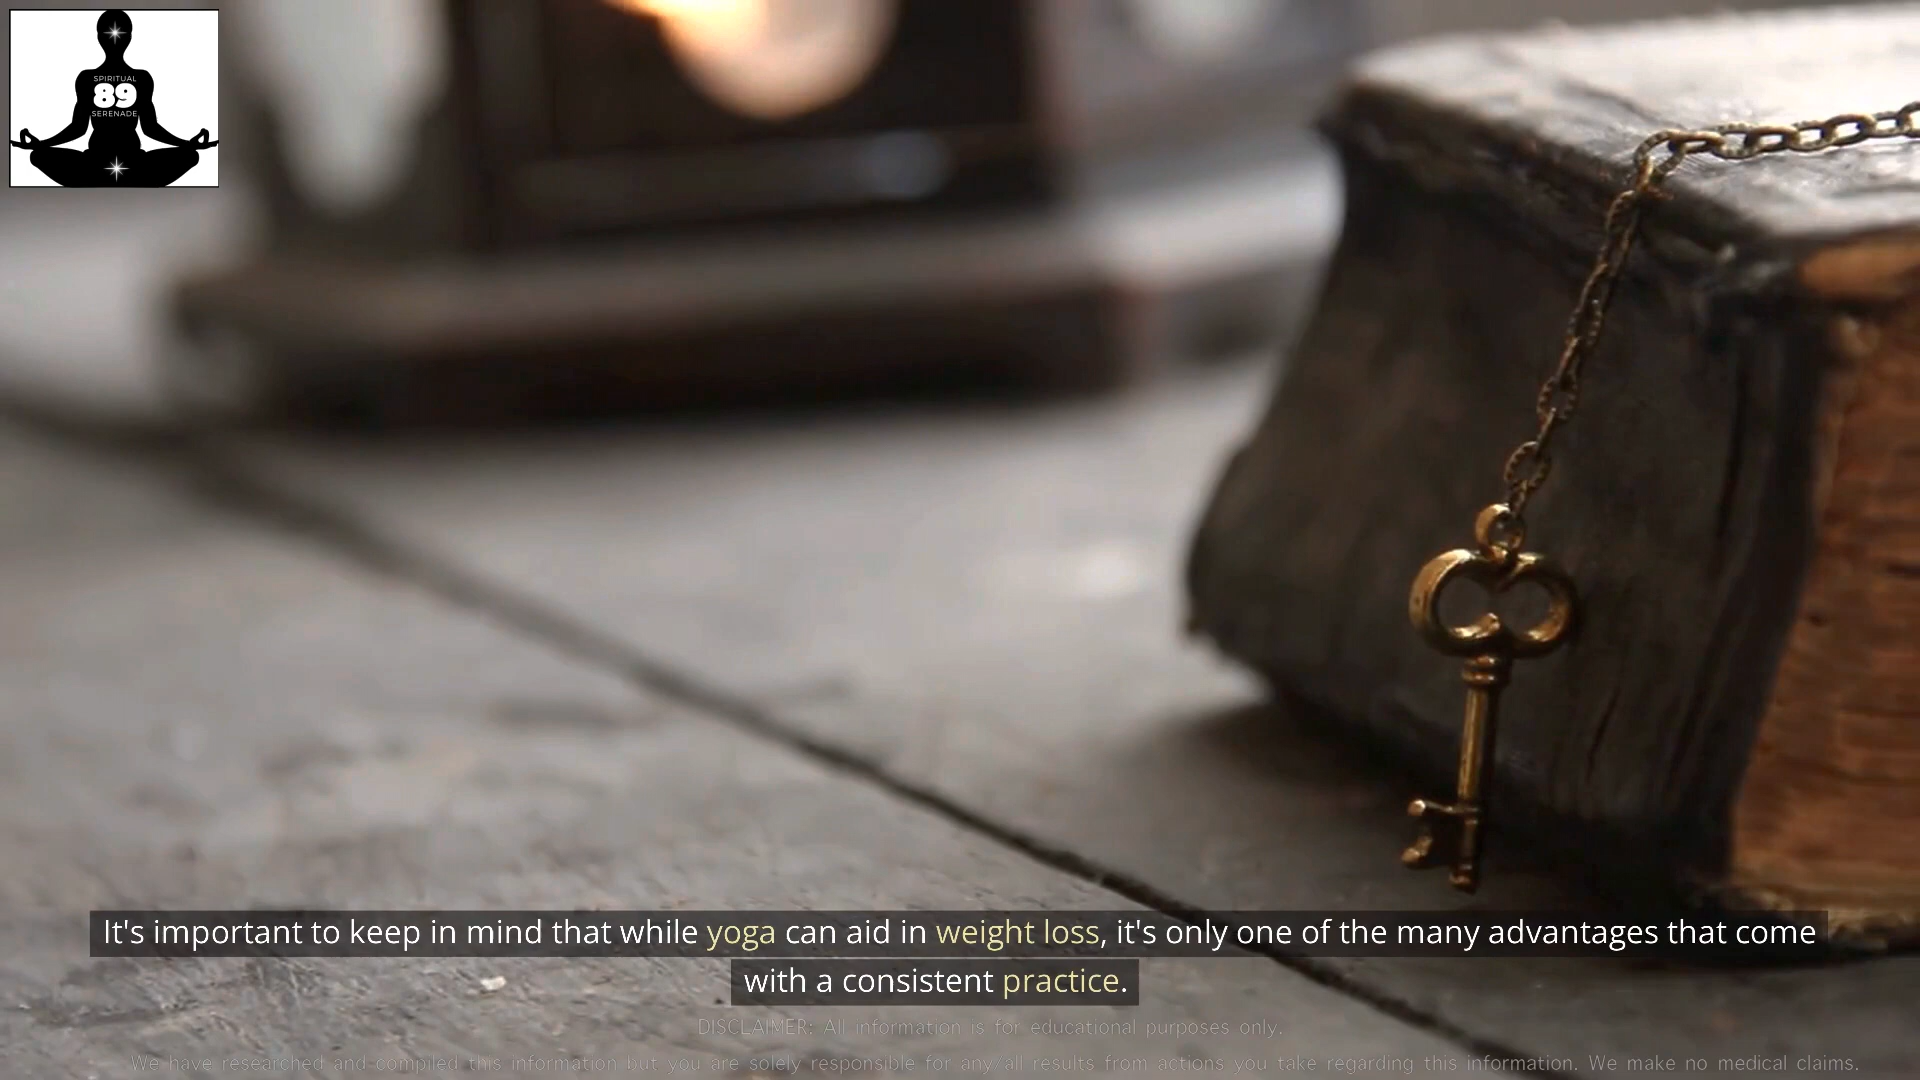 SPIRITUAL
89
SERENADE
It's important to keep in mind that while yoga can aid in weight loss, it's only one of the many advantages that come
with a consistent practice.
DISCLAIMER: All information is for educational purposes only.
We have researched and compiled this information but you are solely responsible for any/all results from actions you take regarding this information. We make no medical claims.